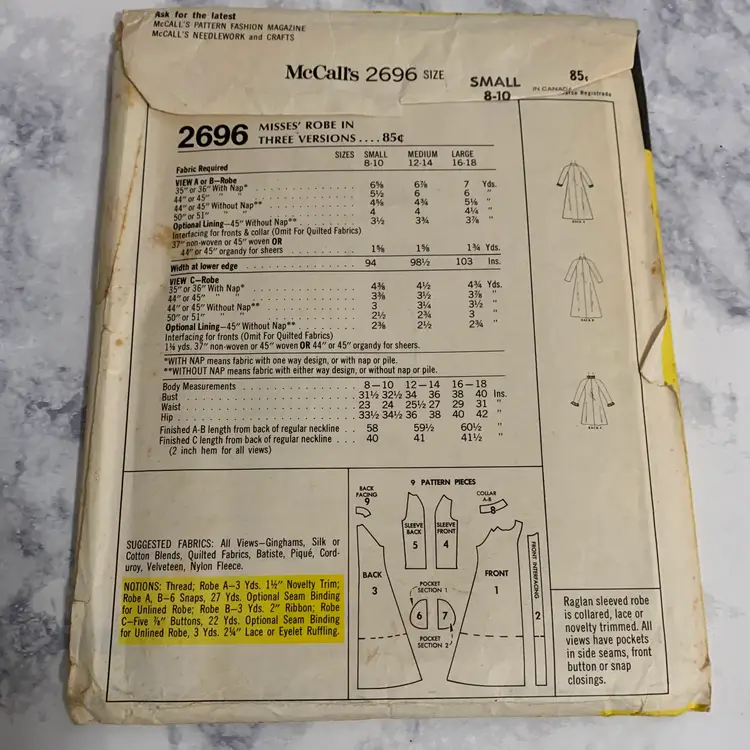 Ask for the latest
McCALL'S PATTERN FASHION MAGAZINE
McCALL'S NEEDLEWORK and CRAFTS
McCall's 2696 SIZE SMALL 8-10 85¢
IN CANADA
2696 MISSES' ROBE IN
THREE VERSIONS .... 85¢
SIZES SMALL MEDIUM LARGE
8-10 12-14 16-18
Fabric Required
VIEW A or B—Robe
35" or 36" With Nap* 6⅝ 6⅞ 7 Yds.
44" or 45" " " 5½ 6 6 "
44" or 45" Without Nap** 4⅝ 4¾ 5⅛ "
50" or 51" " " 4 4 4¼ "
Optional Lining—45" Without Nap** 3½ 3¾ 3⅞ "
Interfacing for fronts & collar (Omit For Quilted Fabrics)
37" non-woven or 45" woven OR
44" or 45" organdy for sheers 1⅝ 1⅝ 1¾ Yds.
Width at lower edge 94 98½ 103 Ins.
VIEW C—Robe
35" or 36" With Nap* 4⅜ 4½ 4¾ Yds.
44" or 45" " " 3⅜ 3½ 3⅞ "
44" or 45" Without Nap** 3 3¼ 3½ "
50" or 51" " " 2½ 2¾ 3 "
Optional Lining—45" Without Nap** 2⅜ 2½ 2¾ "
Interfacing for fronts (Omit For Quilted Fabrics)
1⅛ yds. 37" non-woven or 45" woven OR 44" or 45" organdy for sheers.
*WITH NAP means fabric with one way design, or with nap or pile.
**WITHOUT NAP means fabric with either way design, or without nap or pile.
Body Measurements 8—10 12—14 16—18
Bust 31½ 32½ 34 36 38 40 Ins.
Waist 23 24 25½ 27 29 31 "
Hip 33½ 34½ 36 38 40 42 "
Finished A-B length from back of regular neckline . . . 58 59½ 60½ "
Finished C length from back of regular neckline . . . 40 41 41½ "
(2 inch hem for all views)
SUGGESTED FABRICS: All Views—Ginghams, Silk or
Cotton Blends, Quilted Fabrics, Batiste, Piqué, Cord-
uroy, Velveteen, Nylon Fleece.
NOTIONS: Thread; Robe A—3 Yds. 1½" Novelty Trim;
Robe A, B—6 Snaps, 27 Yds. Optional Seam Binding
for Unlined Robe; Robe B—3 Yds. 2" Ribbon; Robe
C—Five ⅞" Buttons, 22 Yds. Optional Seam Binding
for Unlined Robe, 3 Yds. 2¼" Lace or Eyelet Ruffling.
9 PATTERN PIECES
BACK
FACING
9
SLEEVE
BACK
5
SLEEVE
FRONT
4
COLLAR
A-B
8
BACK
3
POCKET
SECTION 1
6
7
POCKET
SECTION 2
FRONT
1
FRONT INTERFACING
2
BACK A
BACK B
BACK C
Raglan sleeved robe
is collared, lace or
novelty trimmed. All
views have pockets
in side seams, front
button or snap
closings.